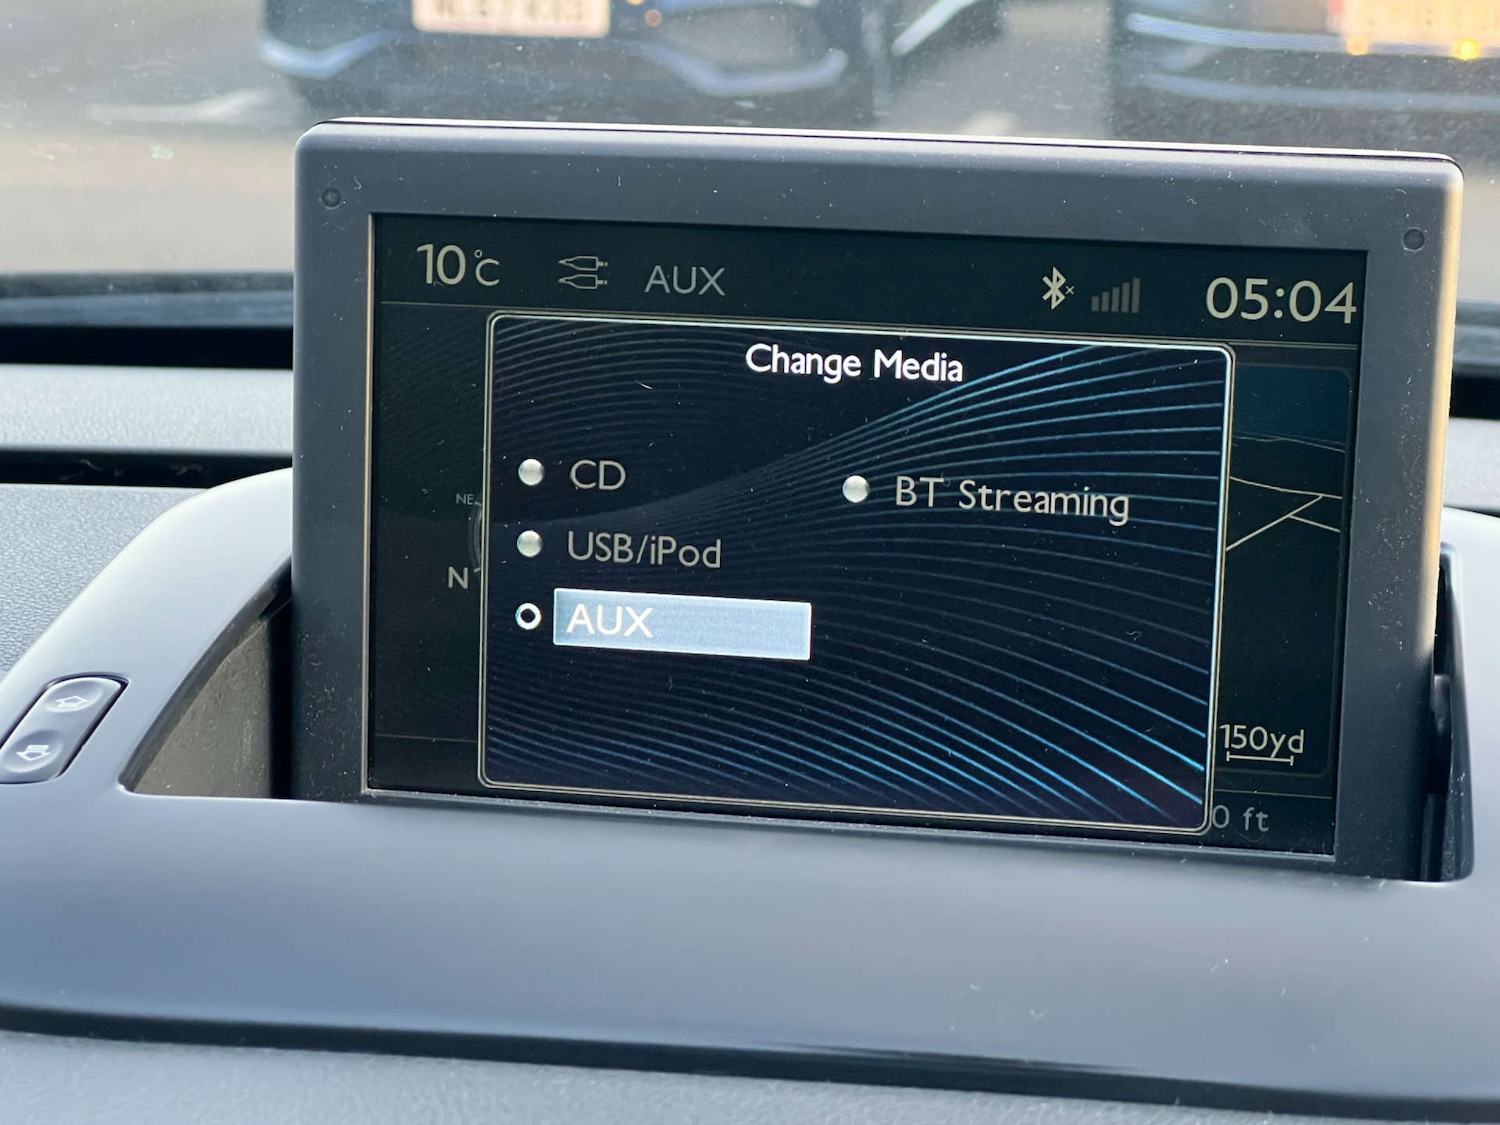 10°C
AUX
05:04
Change Media
CD
BT Streaming
USB/iPod
AUX
NE
N
150yd
0 ft